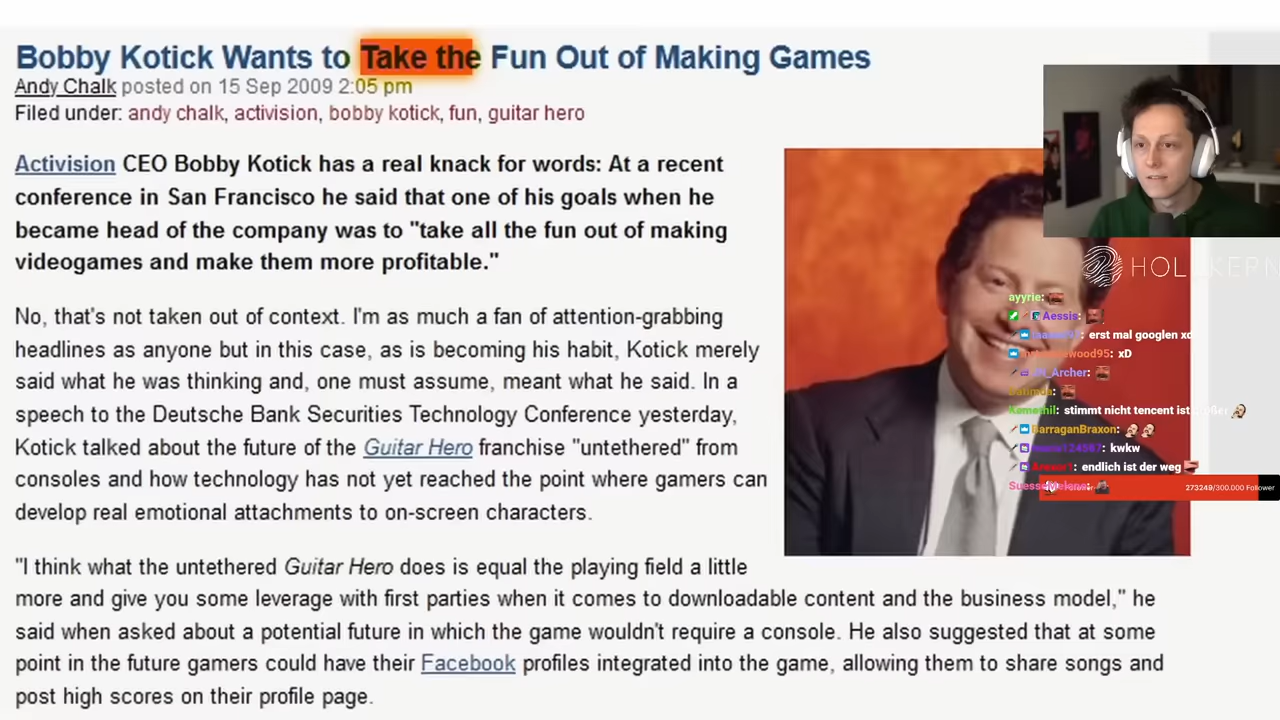 Bobby Kotick Wants to Take the Fun Out of Making Games
Andy Chalk posted on 15 Sep 2009 2:05 pm
Filed under: andy chalk, activision, bobby kotick, fun, guitar hero
Activision CEO Bobby Kotick has a real knack for words: At a recent
conference in San Francisco he said that one of his goals when he
became head of the company was to "take all the fun out of making
videogames and make them more profitable."
No, that's not taken out of context. I'm as much a fan of attention-grabbing
headlines as anyone but in this case, as is becoming his habit, Kotick merely
said what he was thinking and, one must assume, meant what he said. In a
speech to the Deutsche Bank Securities Technology Conference yesterday,
Kotick talked about the future of the Guitar Hero franchise "untethered" from
consoles and how technology has not yet reached the point where gamers can
develop real emotional attachments to on-screen characters.
"I think what the untethered Guitar Hero does is equal the playing field a little
more and give you some leverage with first parties when it comes to downloadable content and the business model," he
said when asked about a potential future in which the game wouldn't require a console. He also suggested that at some
point in the future gamers could have their Facebook profiles integrated into the game, allowing them to share songs and
post high scores on their profile page.
ayyrie:
Aessis:
: erst mal googlen xd
: xD
Archer:
Komemil: stimmt nicht tencent ist größer
BarraganBraxon:
: kwkw
: endlich ist der weg
273249/300.000 Follower